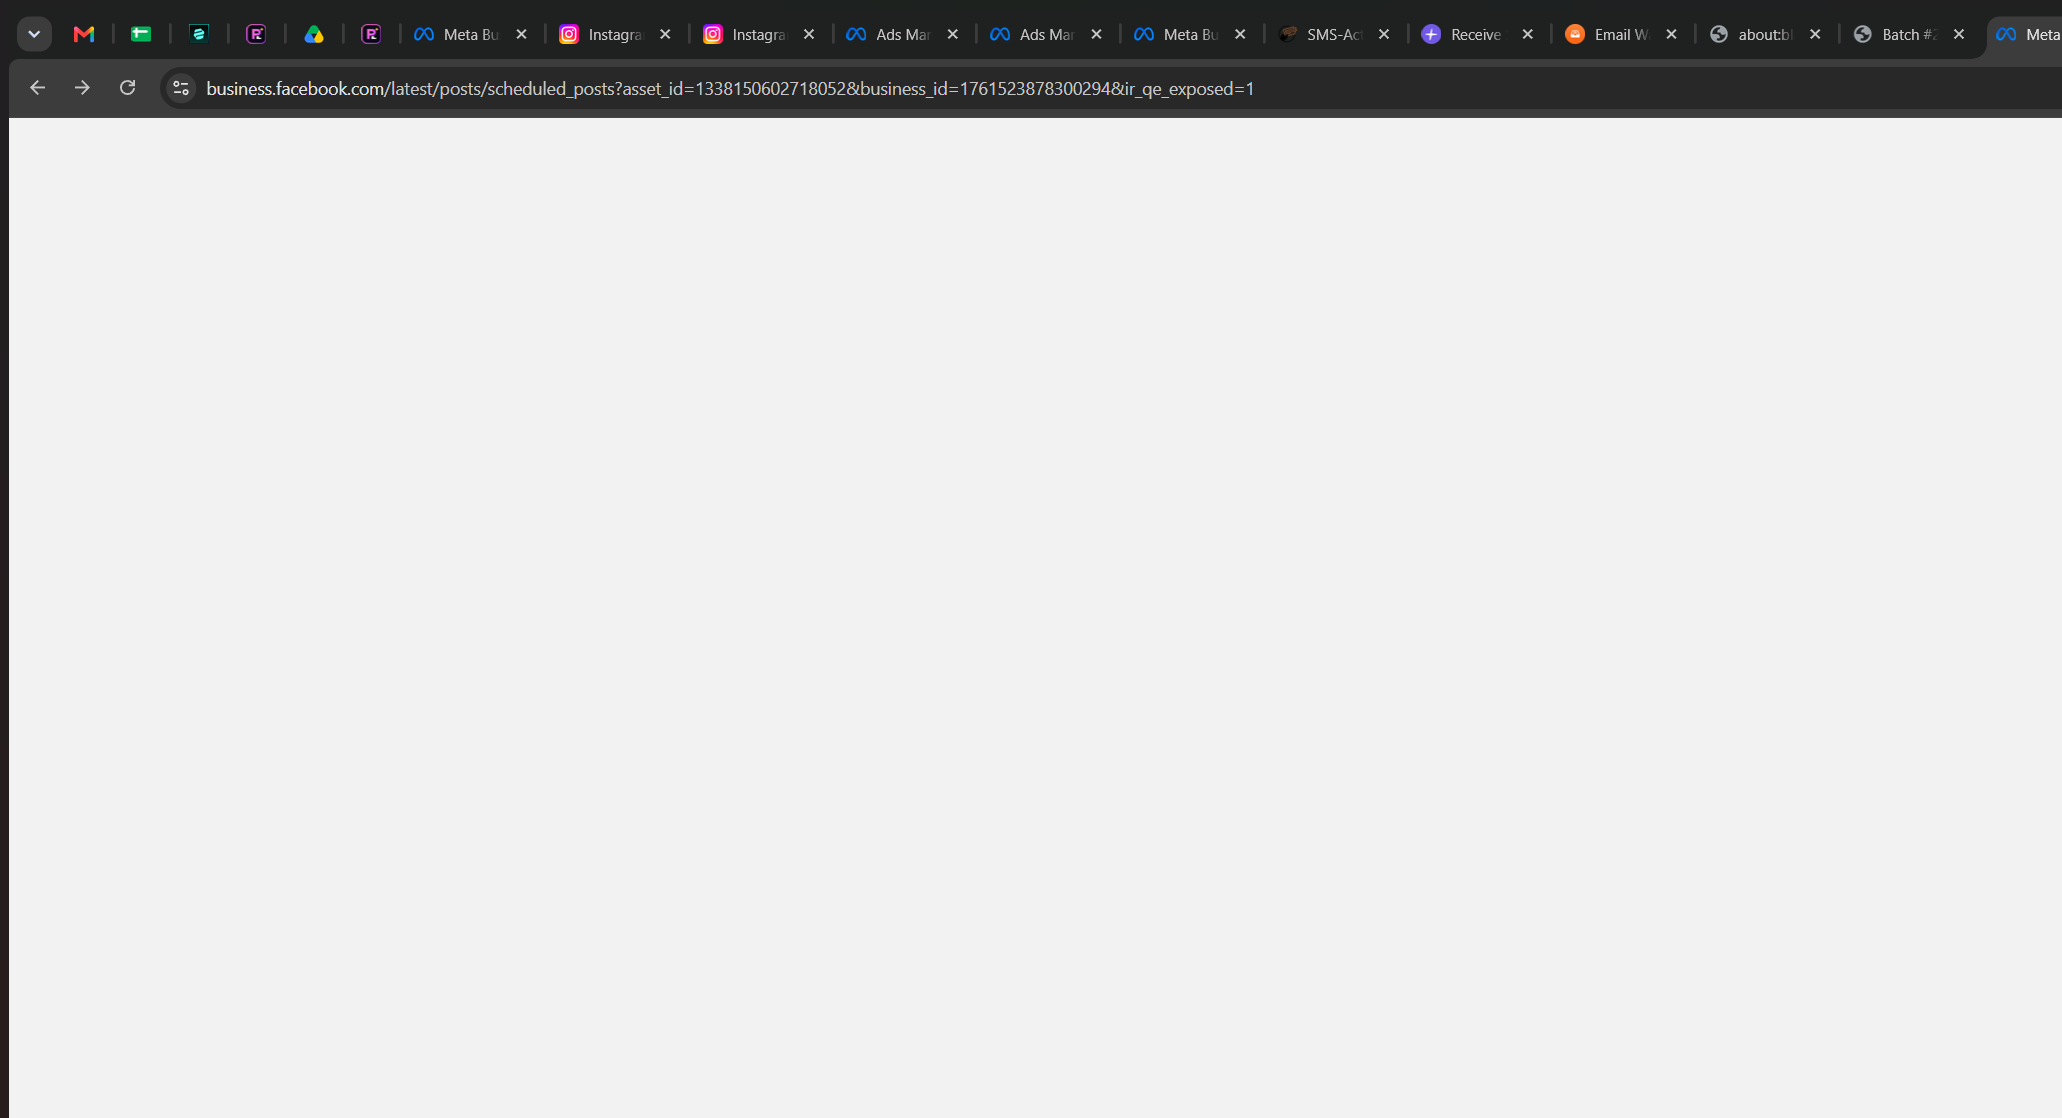 Meta Bu Instagra Instagra Ads Mar Ads Mar Meta Bu SMS-Act Receive Email W about:bl Batch #2 Meta
business.facebook.com/latest/posts/scheduled_posts?asset_id=1338150602718052&business_id=1761523878300294&ir_qe_exposed=1